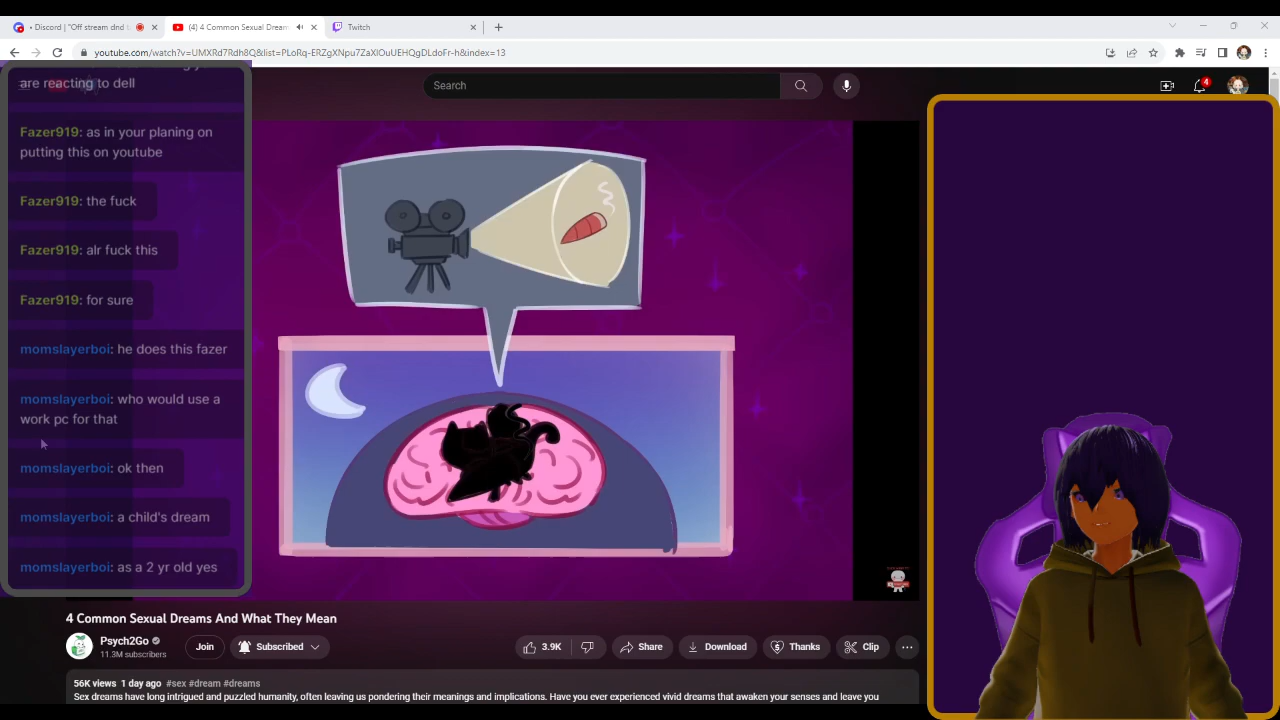 Discord | "Off stream dnd
(4) 4 Common Sexual Dream
Twitch
youtube.com/watch?v=UMXRd7Rdh8Q&list=PLoRq-ERZgXNpu7ZaXIOuUEHQgDLdoFr-h&index=13
Search
4
are reacting to dell
Fazer919: as in your planing on
putting this on youtube
Fazer919: the fuck
Fazer919: alr fuck this
Fazer919: for sure
momslayerboi: he does this fazer
momslayerboi: who would use a
work pc for that
momslayerboi: ok then
momslayerboi: a child's dream
momslayerboi: as a 2 yr old yes
4 Common Sexual Dreams And What They Mean
Psych2Go
11.3M subscribers
Join
Subscribed
3.9K
Share
Download
Thanks
Clip
56K views 1 day ago #sex #dream #dreams
Sex dreams have long intrigued and puzzled humanity, often leaving us pondering their meanings and implications. Have you ever experienced vivid dreams that awaken your senses and leave you